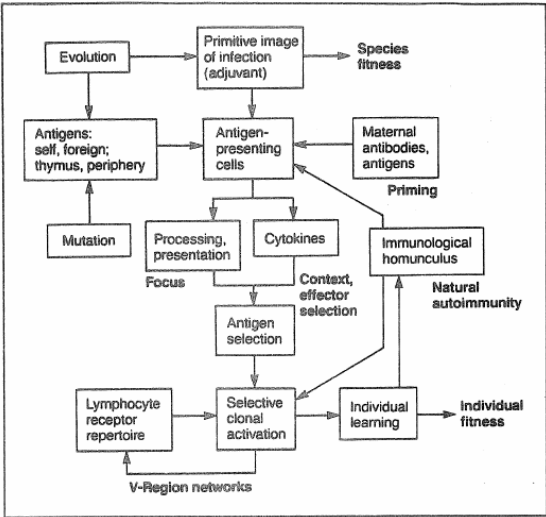 Evolution
Primitive image
of infection
(adjuvant)
Species
fitness
Antigens:
self, foreign;
thymus, periphery
Antigen-
presenting
cells
Maternal
antibodies,
antigens
Priming
Mutation
Processing,
presentation
Cytokines
Immunological
homunculus
Focus
Context,
effector
selection
Natural
autoimmunity
Antigen
selection
Lymphocyte
receptor
repertoire
Selective
clonal
activation
Individual
learning
Individual
fitness
V-Region networks